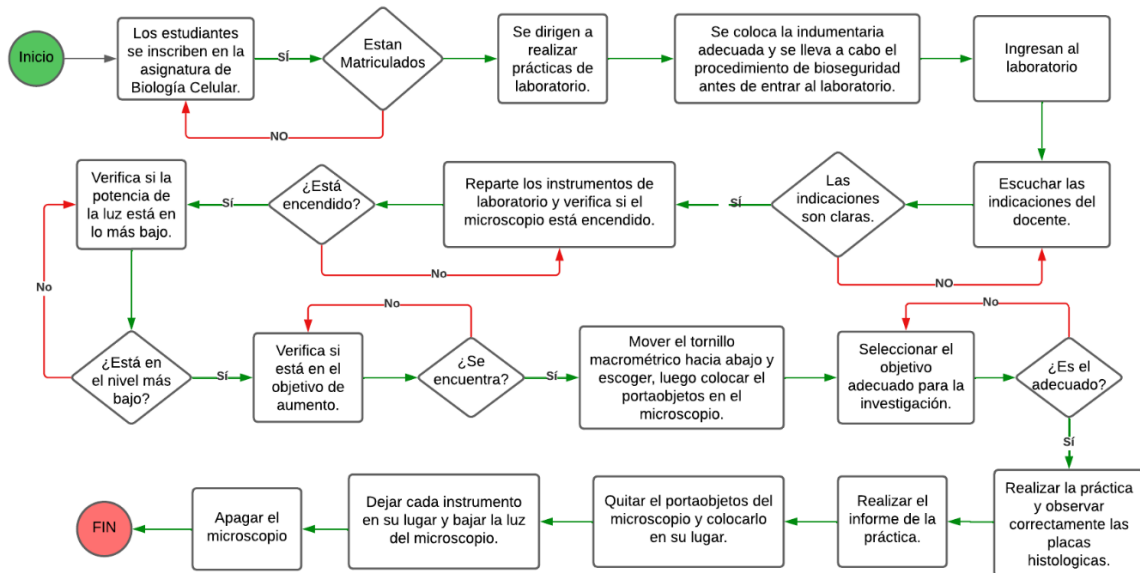 Inicio
Los estudiantes
se inscriben en la
asignatura de
Biología Celular.
SÍ
Estan
Matriculados
NO
Se dirigen a
realizar
prácticas de
laboratorio.
Se coloca la indumentaria
adecuada y se lleva a cabo el
procedimiento de bioseguridad
antes de entrar al laboratorio.
Ingresan al
laboratorio
Escuchar las
indicaciones del
docente.
Las
indicaciones
son claras.
NO
SÍ
Reparte los instrumentos de
laboratorio y verifica si el
microscopio está encendido.
¿Está
encendido?
No
Sí
Verifica si la
potencia de
la luz está en
lo más bajo.
¿Está en
el nivel más
bajo?
No
Sí
Verifica si
está en el
objetivo de
aumento.
¿Se
encuentra?
No
Sí
Mover el tornillo
macrométrico hacia abajo y
escoger, luego colocar el
portaobjetos en el
microscopio.
Seleccionar el
objetivo
adecuado para la
investigación.
¿Es el
adecuado?
No
Sí
Realizar la práctica
y observar
correctamente las
placas
histologicas.
Realizar el
informe de la
práctica.
Quitar el portaobjetos del
microscopio y colocarlo
en su lugar.
Dejar cada instrumento
en su lugar y bajar la luz
del microscopio.
Apagar el
microscopio
FIN